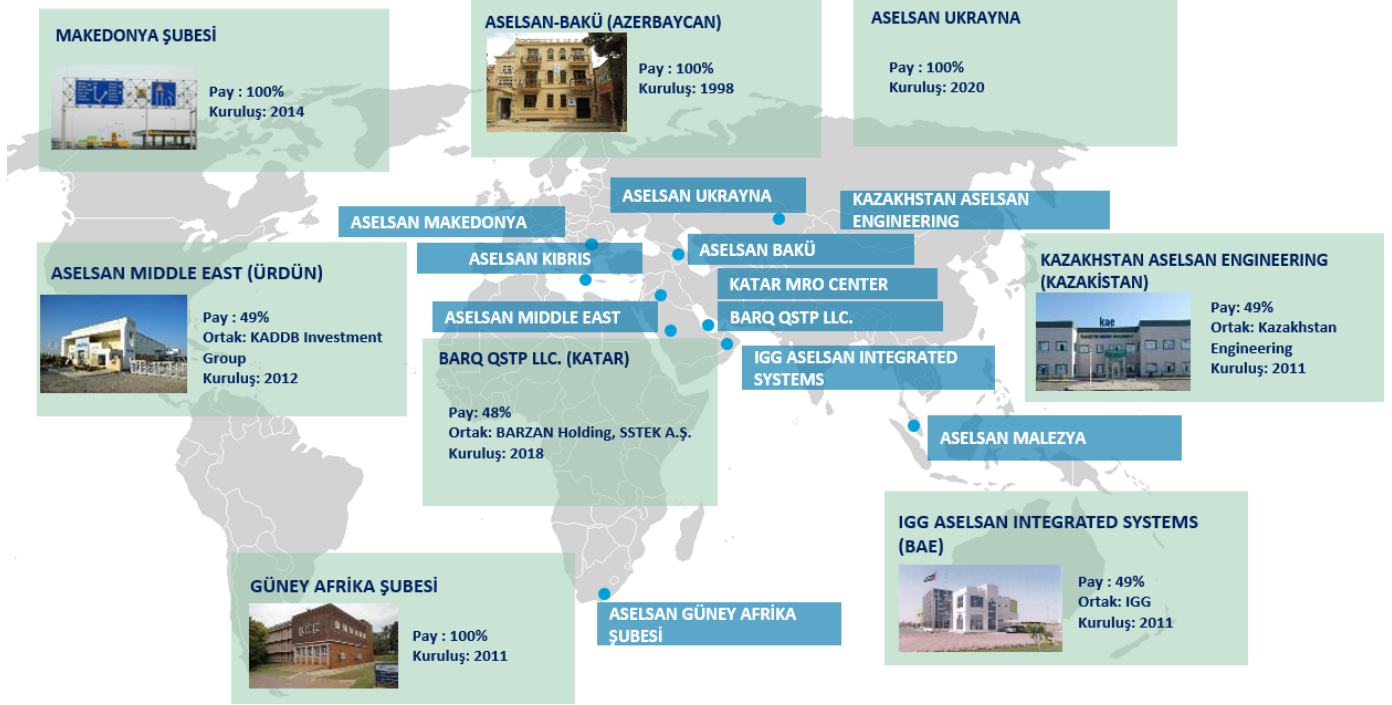 MAKEDONYA ŞUBESİ
Pay : 100%
Kuruluş: 2014
ASELSAN-BAKÜ (AZERBAYCAN)
Pay : 100%
Kuruluş: 1998
ASELSAN UKRAYNA
Pay : 100%
Kuruluş: 2020
ASELSAN UKRAYNA
KAZAKHSTAN ASELSAN
ENGINEERING
ASELSAN MAKEDONYA
ASELSAN KIBRIS
ASELSAN BAKÜ
KATAR MRO CENTER
ASELSAN MIDDLE EAST
BARQ QSTP LLC.
IGG ASELSAN INTEGRATED
SYSTEMS
ASELSAN MIDDLE EAST (ÜRDÜN)
Pay : 49%
Ortak: KADDB Investment
Group
Kuruluş: 2012
BARQ QSTP LLC. (KATAR)
Pay: 48%
Ortak: BARZAN Holding, SSTEK A.Ş.
Kuruluş: 2018
KAZAKHSTAN ASELSAN ENGINEERING
(KAZAKİSTAN)
kae
Pay: 49%
Ortak: Kazakhstan
Engineering
Kuruluş: 2011
ASELSAN MALEZYA
IGG ASELSAN INTEGRATED SYSTEMS
(BAE)
Pay : 49%
Ortak: IGG
Kuruluş: 2011
GÜNEY AFRİKA ŞUBESİ
Pay : 100%
Kuruluş: 2011
ASELSAN GÜNEY AFRİKA
ŞUBESİ